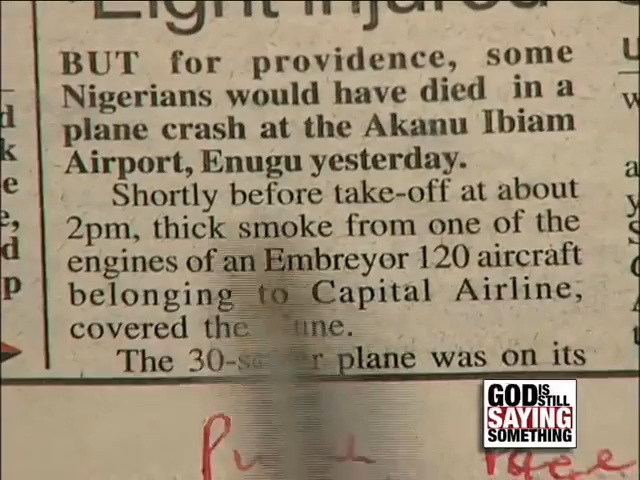 Eight Injured
BUT for providence, some
Nigerians would have died in a
plane crash at the Akanu Ibiam
Airport, Enugu yesterday.
Shortly before take-off at about
2pm, thick smoke from one of the
engines of an Embreyor 120 aircraft
belonging to Capital Airline,
covered the
The 30- plane was on its
GOD IS STILL
SAYING
SOMETHING